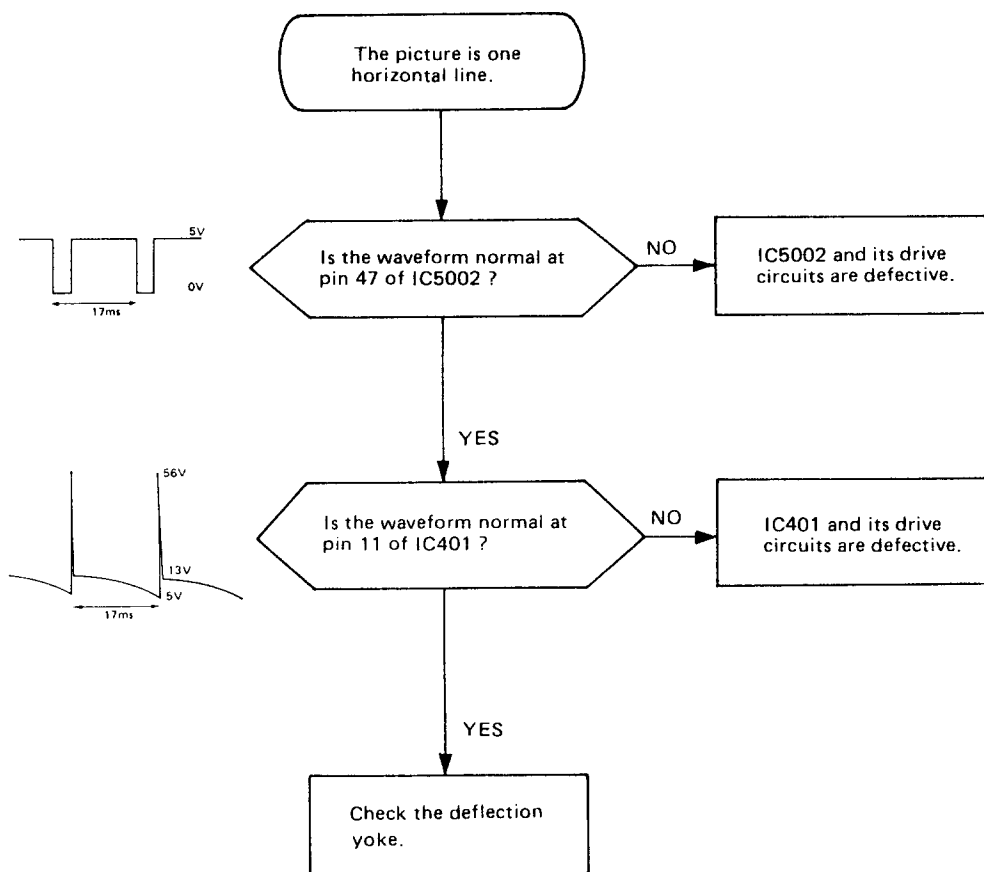 The picture is one
horizontal line.
5V
0V
17ms
Is the waveform normal at
pin 47 of IC5002 ?
NO
IC5002 and its drive
circuits are defective.
YES
56V
13V
5V
17ms
Is the waveform normal at
pin 11 of IC401 ?
NO
IC401 and its drive
circuits are defective.
YES
Check the deflection
yoke.